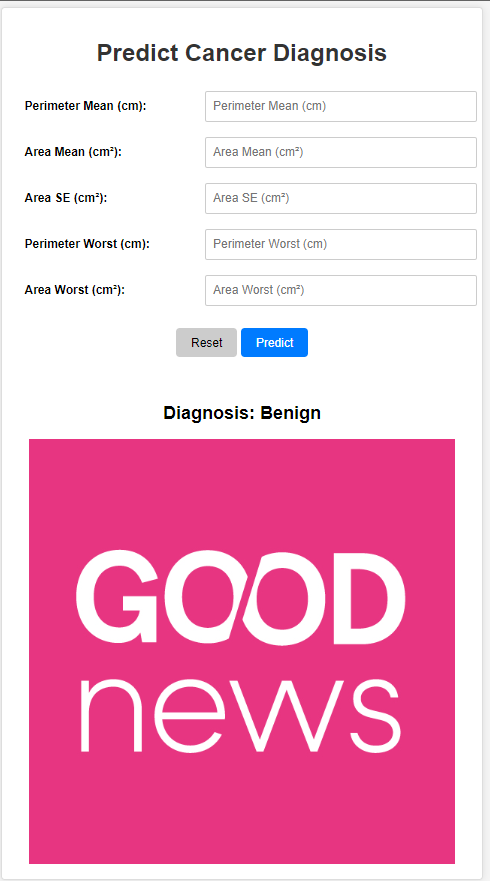 Predict Cancer Diagnosis
Perimeter Mean (cm): Perimeter Mean (cm)
Area Mean (cm²): Area Mean (cm²)
Area SE (cm²): Area SE (cm²)
Perimeter Worst (cm): Perimeter Worst (cm)
Area Worst (cm²): Area Worst (cm²)
Reset Predict
Diagnosis: Benign
GOOD
news